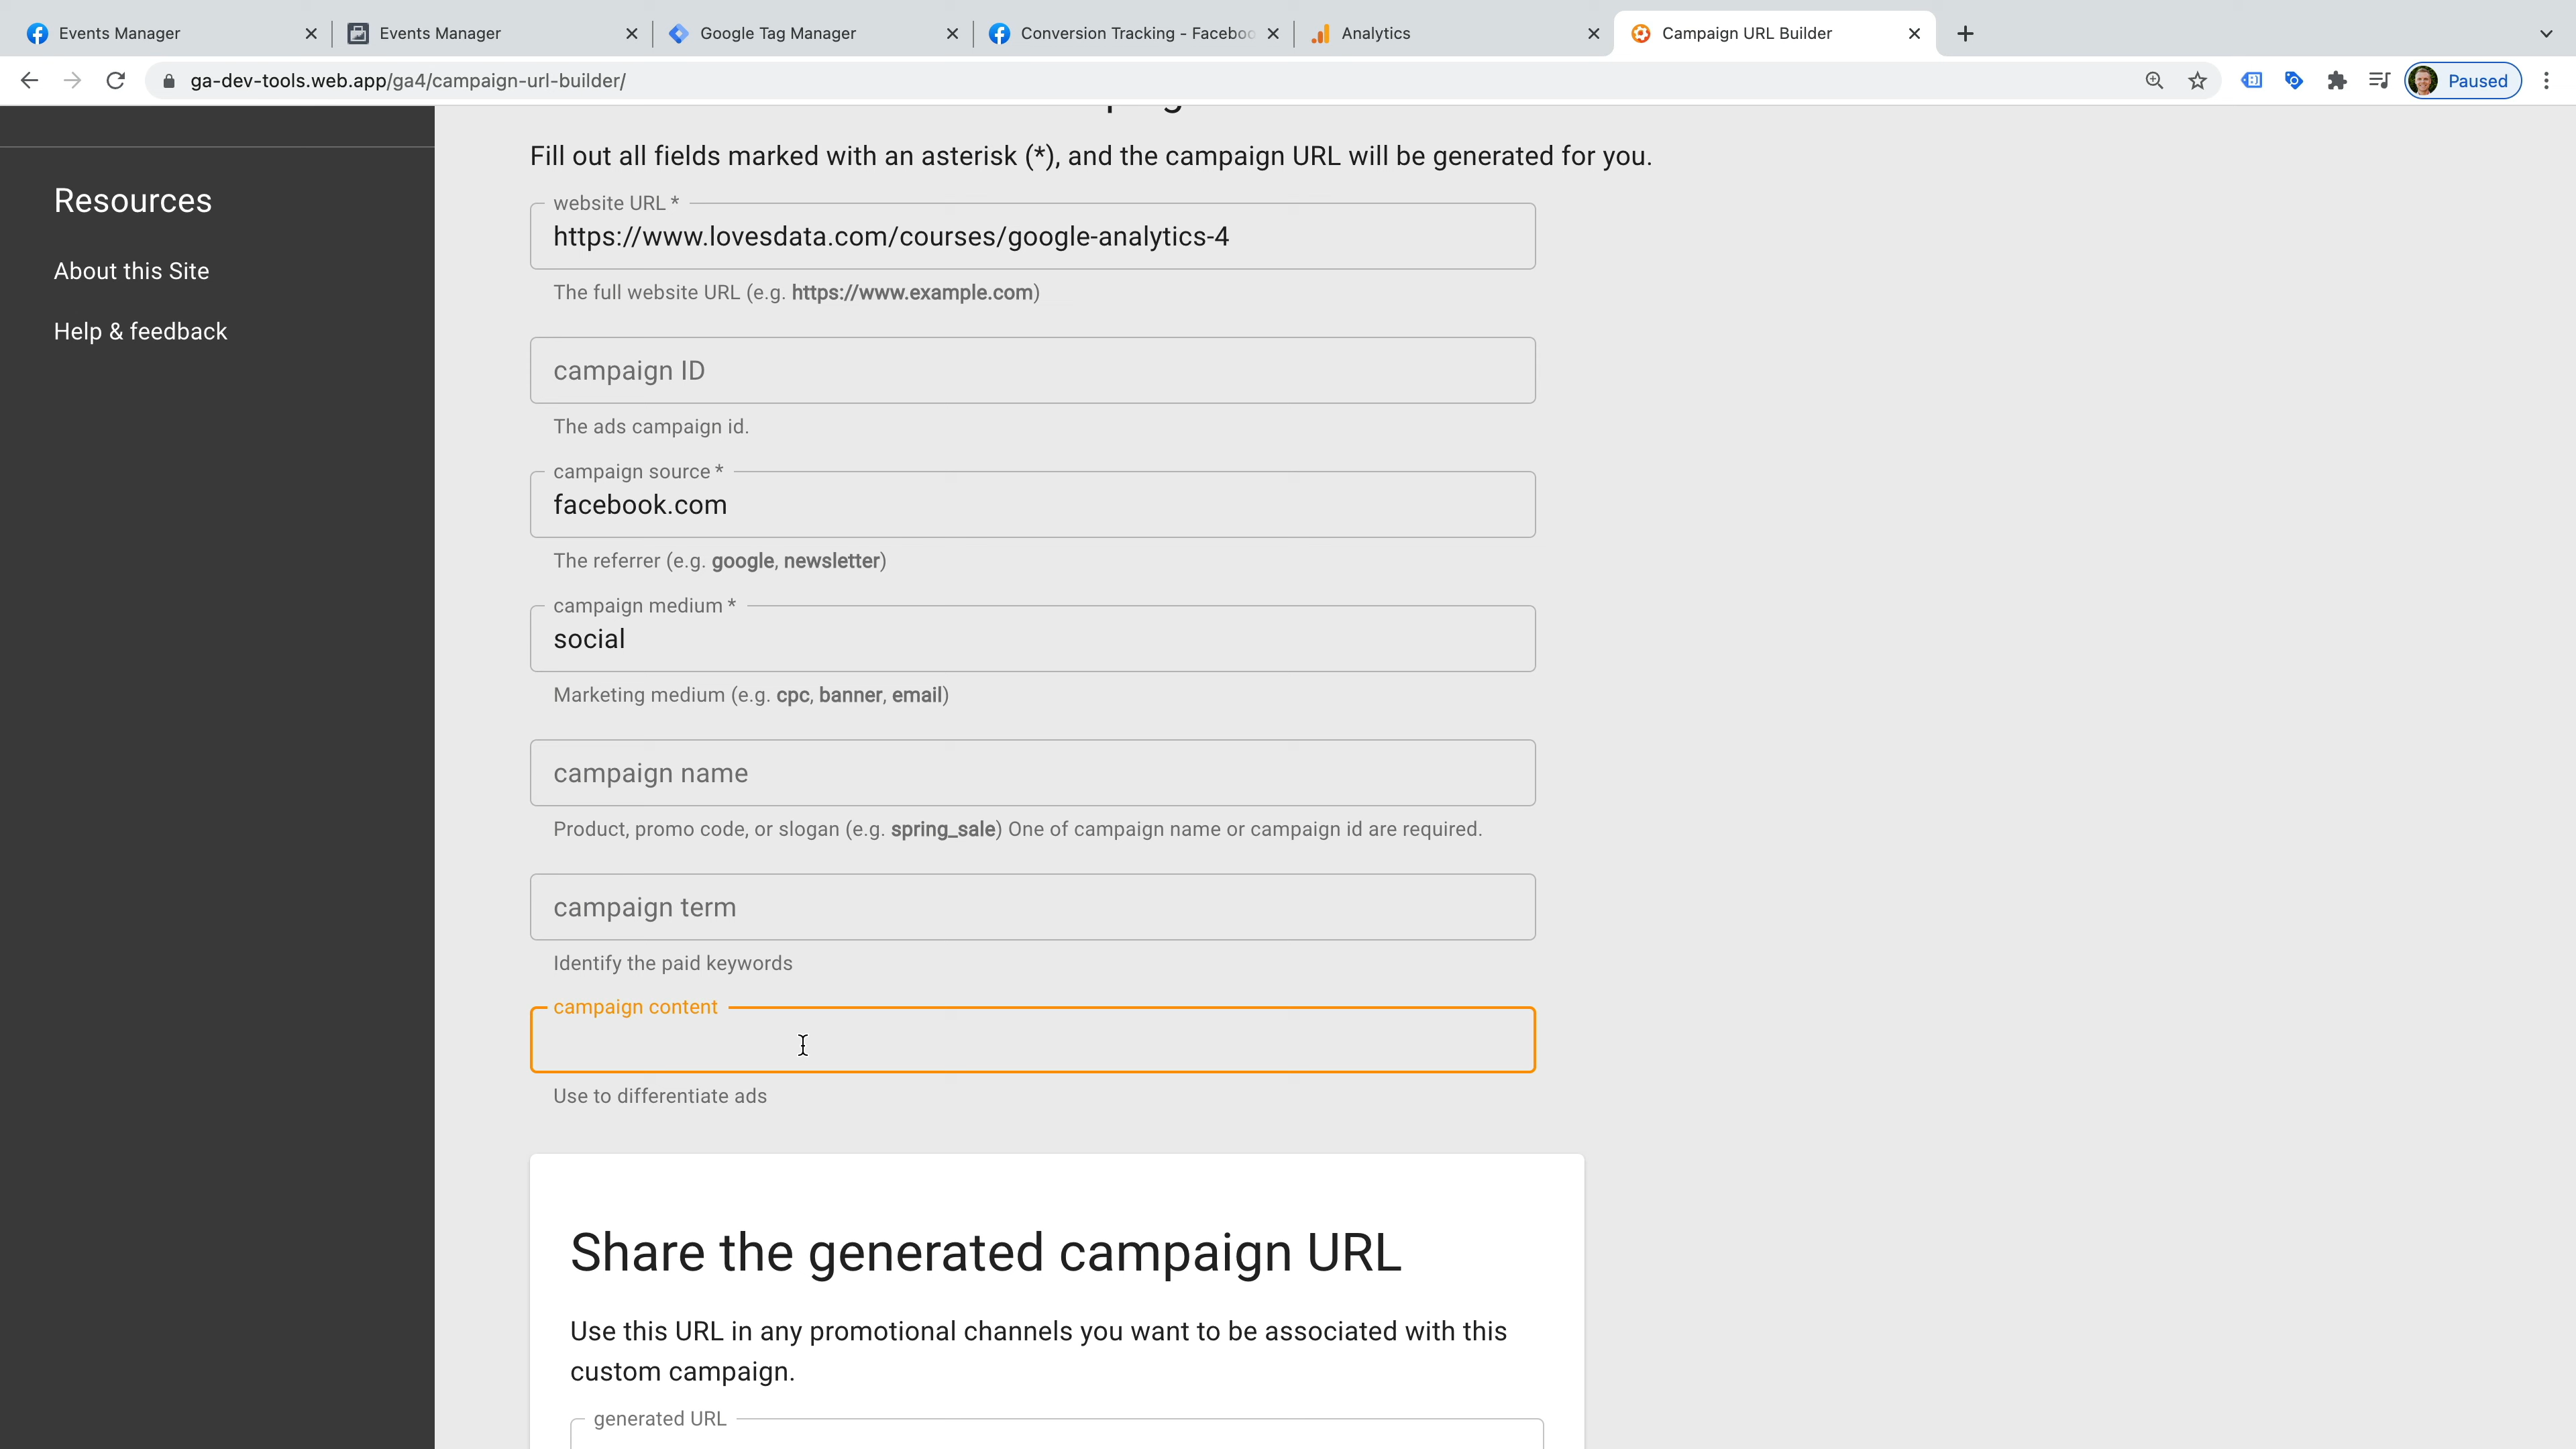 Events Manager
Events Manager
Google Tag Manager
Conversion Tracking - Faceboo
Analytics
Campaign URL Builder
ga-dev-tools.web.app/ga4/campaign-url-builder/
Paused
Resources
About this Site
Help & feedback
Fill out all fields marked with an asterisk (*), and the campaign URL will be generated for you.
website URL *
https://www.lovesdata.com/courses/google-analytics-4
The full website URL (e.g. https://www.example.com)
campaign ID
The ads campaign id.
campaign source *
facebook.com
The referrer (e.g. google, newsletter)
campaign medium *
social
Marketing medium (e.g. cpc, banner, email)
campaign name
Product, promo code, or slogan (e.g. spring_sale) One of campaign name or campaign id are required.
campaign term
Identify the paid keywords
campaign content
Use to differentiate ads
Share the generated campaign URL
Use this URL in any promotional channels you want to be associated with this
custom campaign.
generated URL